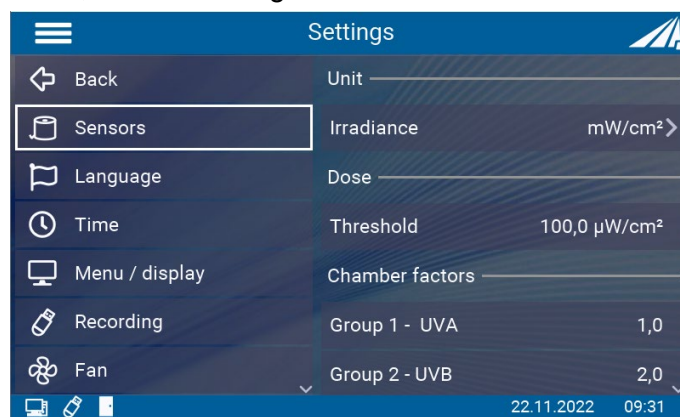 Settings
Back
Sensors
Language
Time
Menu / display
Recording
Fan
Unit
Irradiance mW/cm²
Dose
Threshold 100,0 µW/cm²
Chamber factors
Group 1 - UVA 1,0
Group 2 - UVB 2,0
22.11.2022 09:31